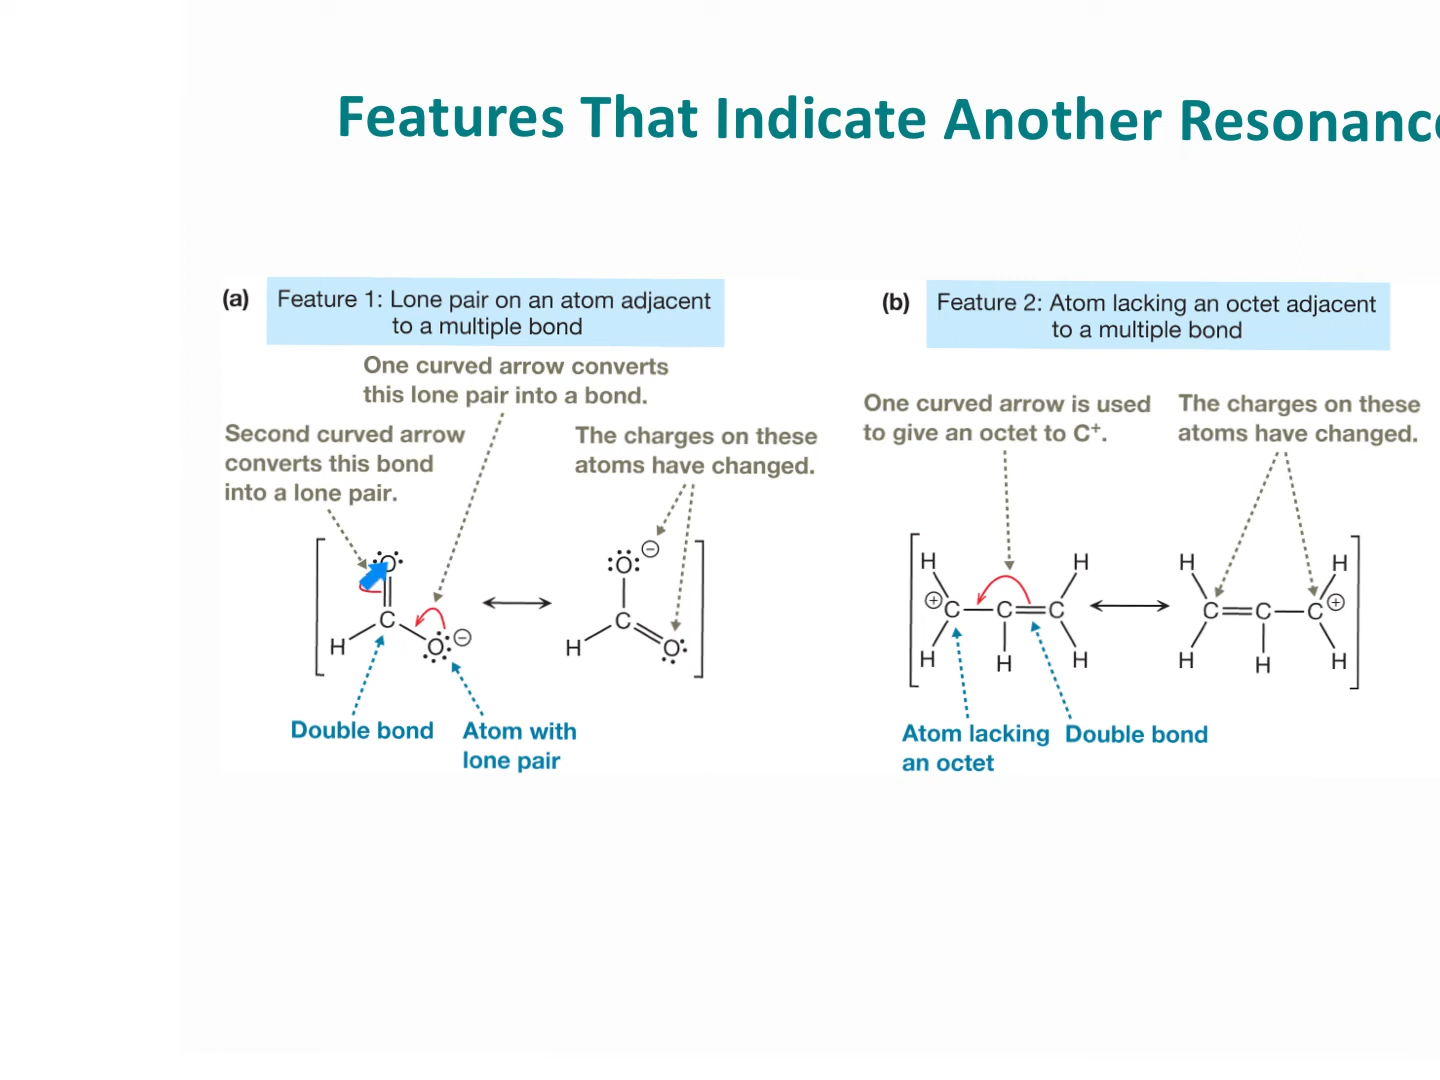 Features That Indicate Another Resonance
(a) Feature 1: Lone pair on an atom adjacent
to a multiple bond
One curved arrow converts
this lone pair into a bond.
Second curved arrow
converts this bond
into a lone pair.
The charges on these
atoms have changed.
O
C
H
O
⊖
O
⊖
C
H
O
Double bond
Atom with
lone pair
(b) Feature 2: Atom lacking an octet adjacent
to a multiple bond
One curved arrow is used
to give an octet to C⁺.
The charges on these
atoms have changed.
H H
⊕ C C C
H H H
H H
C C C ⊕
H H H
Atom lacking
an octet
Double bond